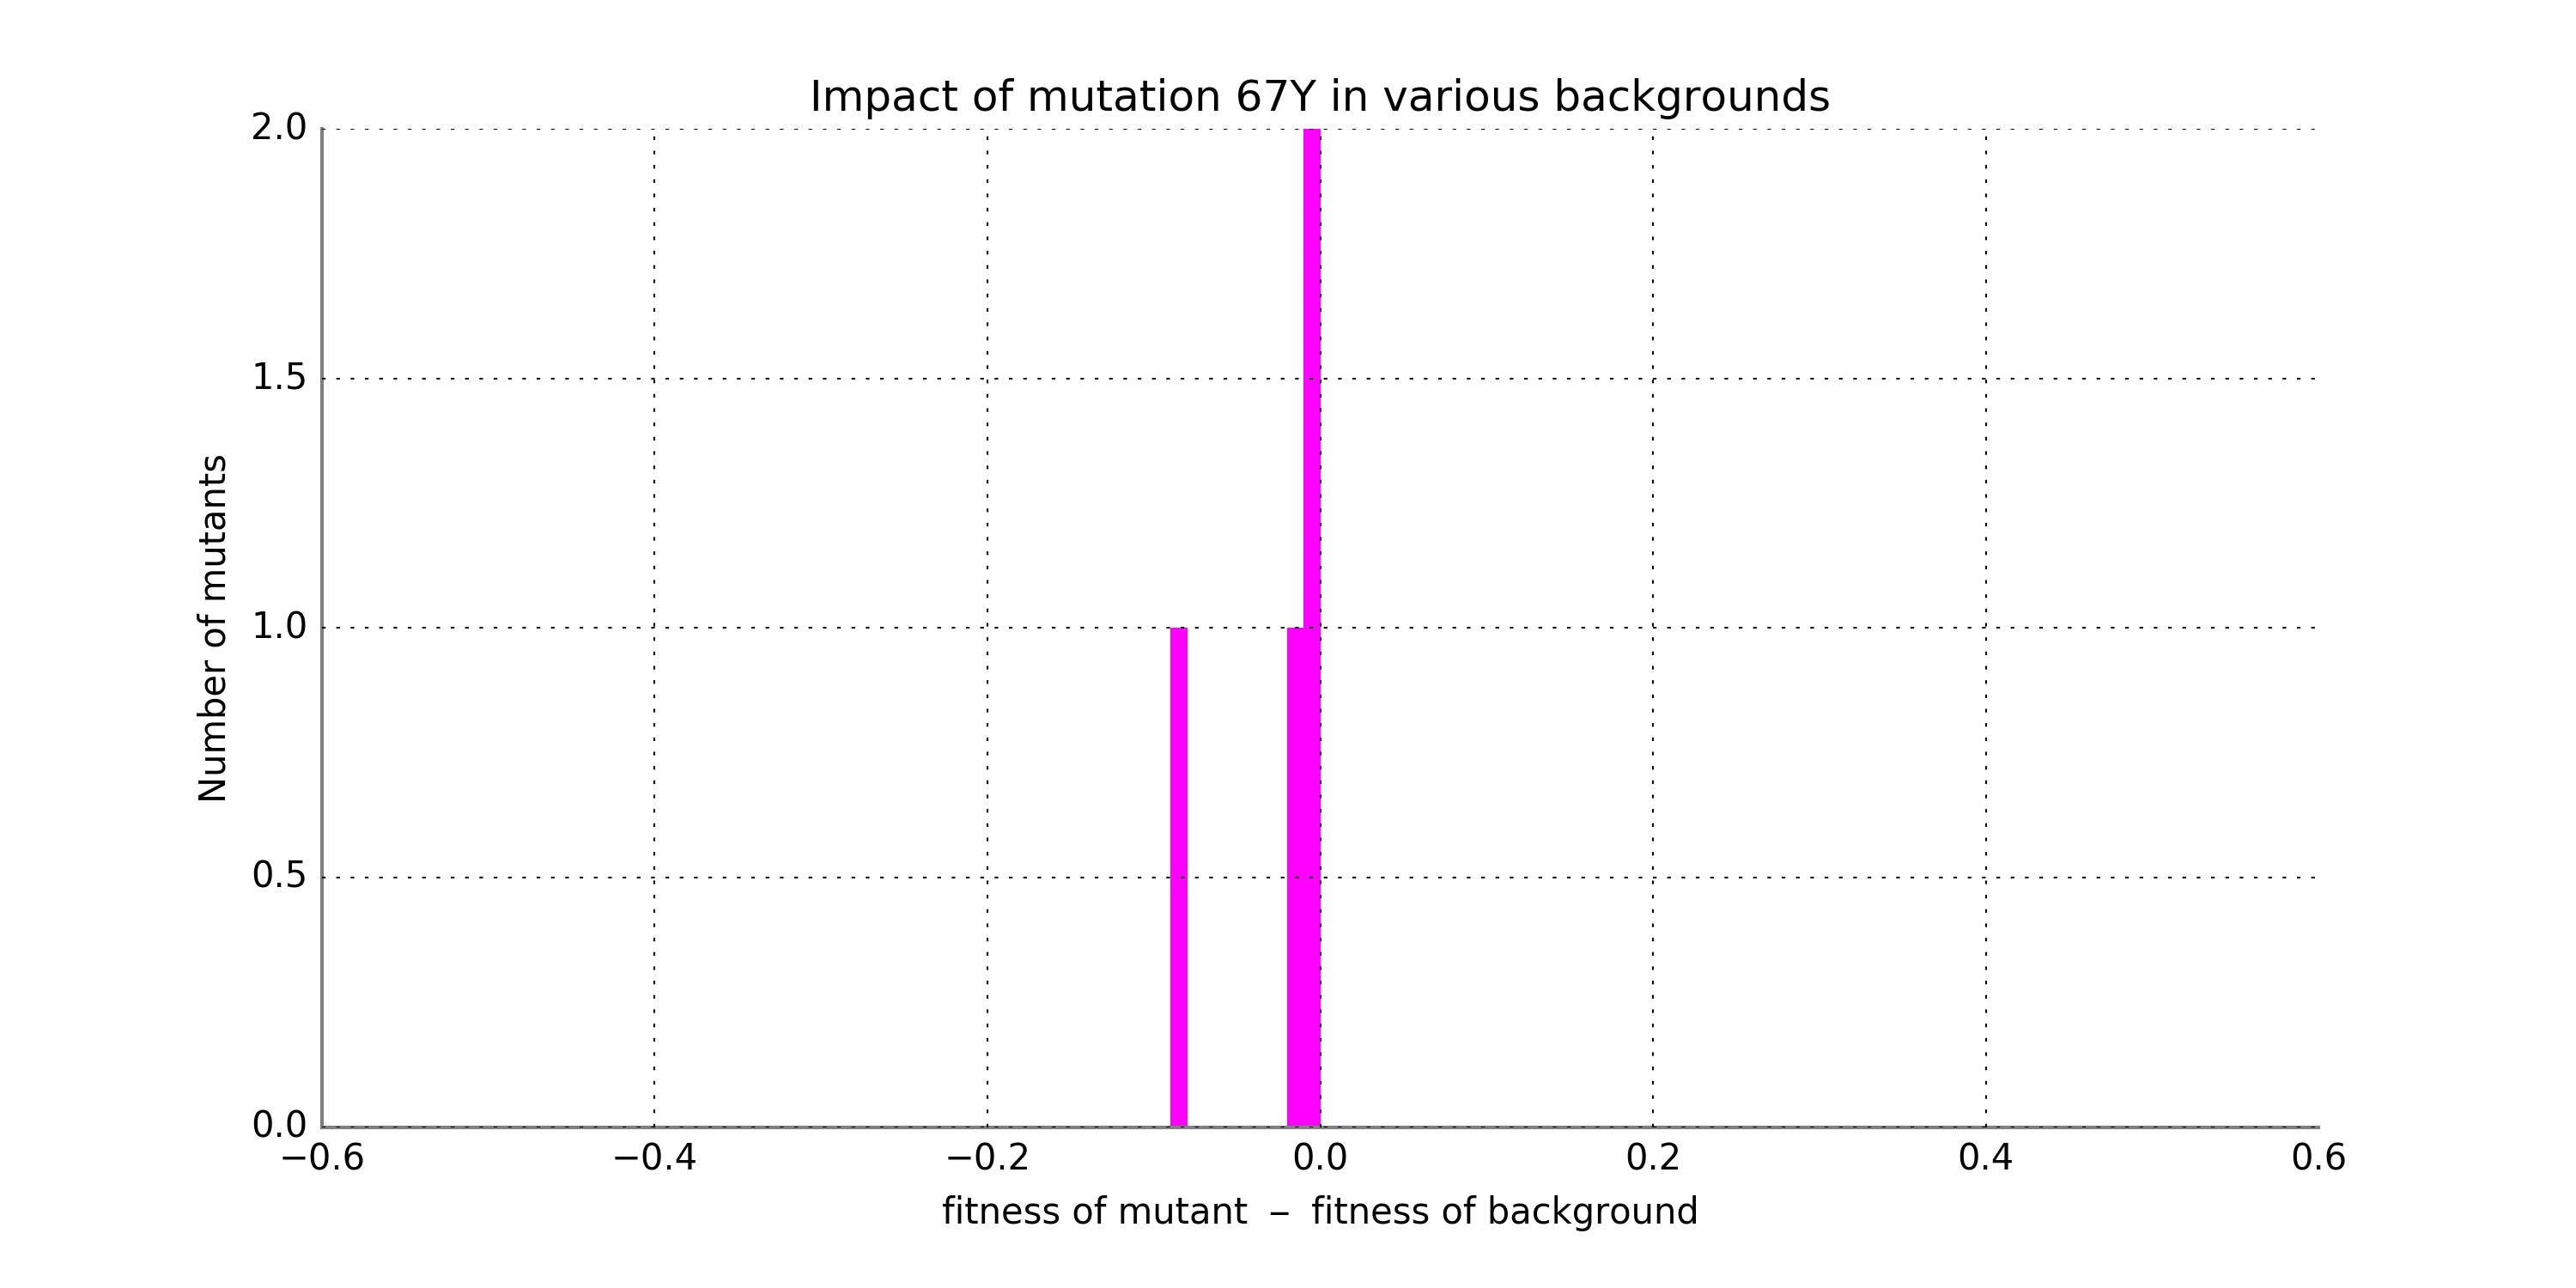 Impact of mutation 67Y in various backgrounds
2.0
1.5
1.0
0.5
0.0
Number of mutants
−0.6 −0.4 −0.2 0.0 0.2 0.4 0.6
fitness of mutant − fitness of background